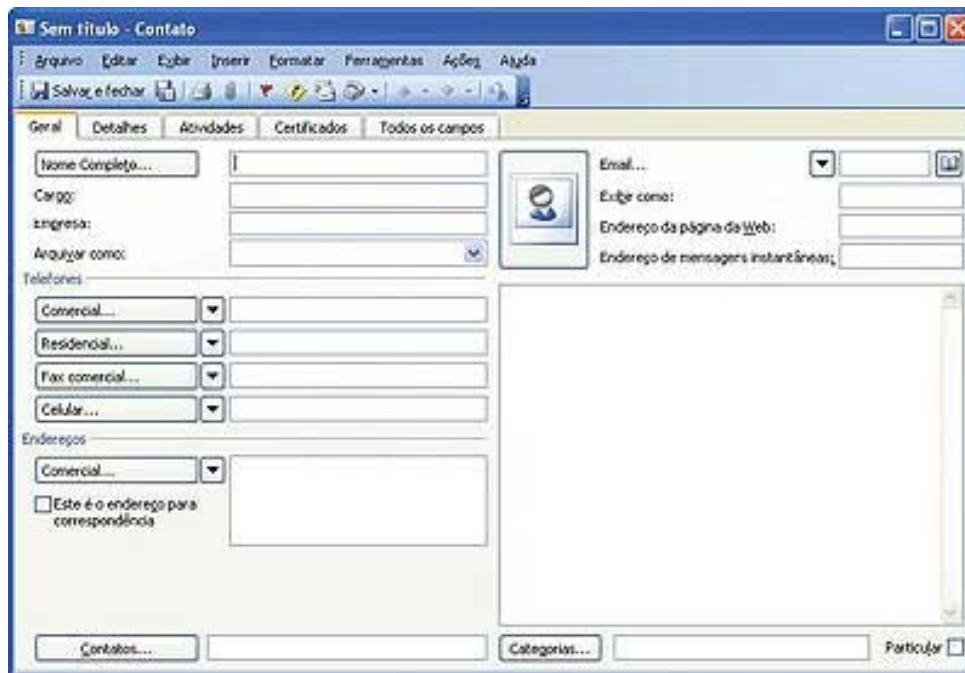 Sem título - Contato
Arquivo Editar Exibir Inserir Formatar Ferramentas Ações Ajuda
Salvar e fechar
Geral Detalhes Atividades Certificados Todos os campos
Nome Completo...
Cargo:
Empresa:
Arquivar como:
Email...
Exibir como:
Endereço da página da Web:
Endereço de mensagens instantâneas:
Telefones
Comercial...
Residencial...
Fax comercial...
Celular...
Endereços
Comercial...
Este é o endereço para
correspondência
Contatos...
Categorias...
Particular